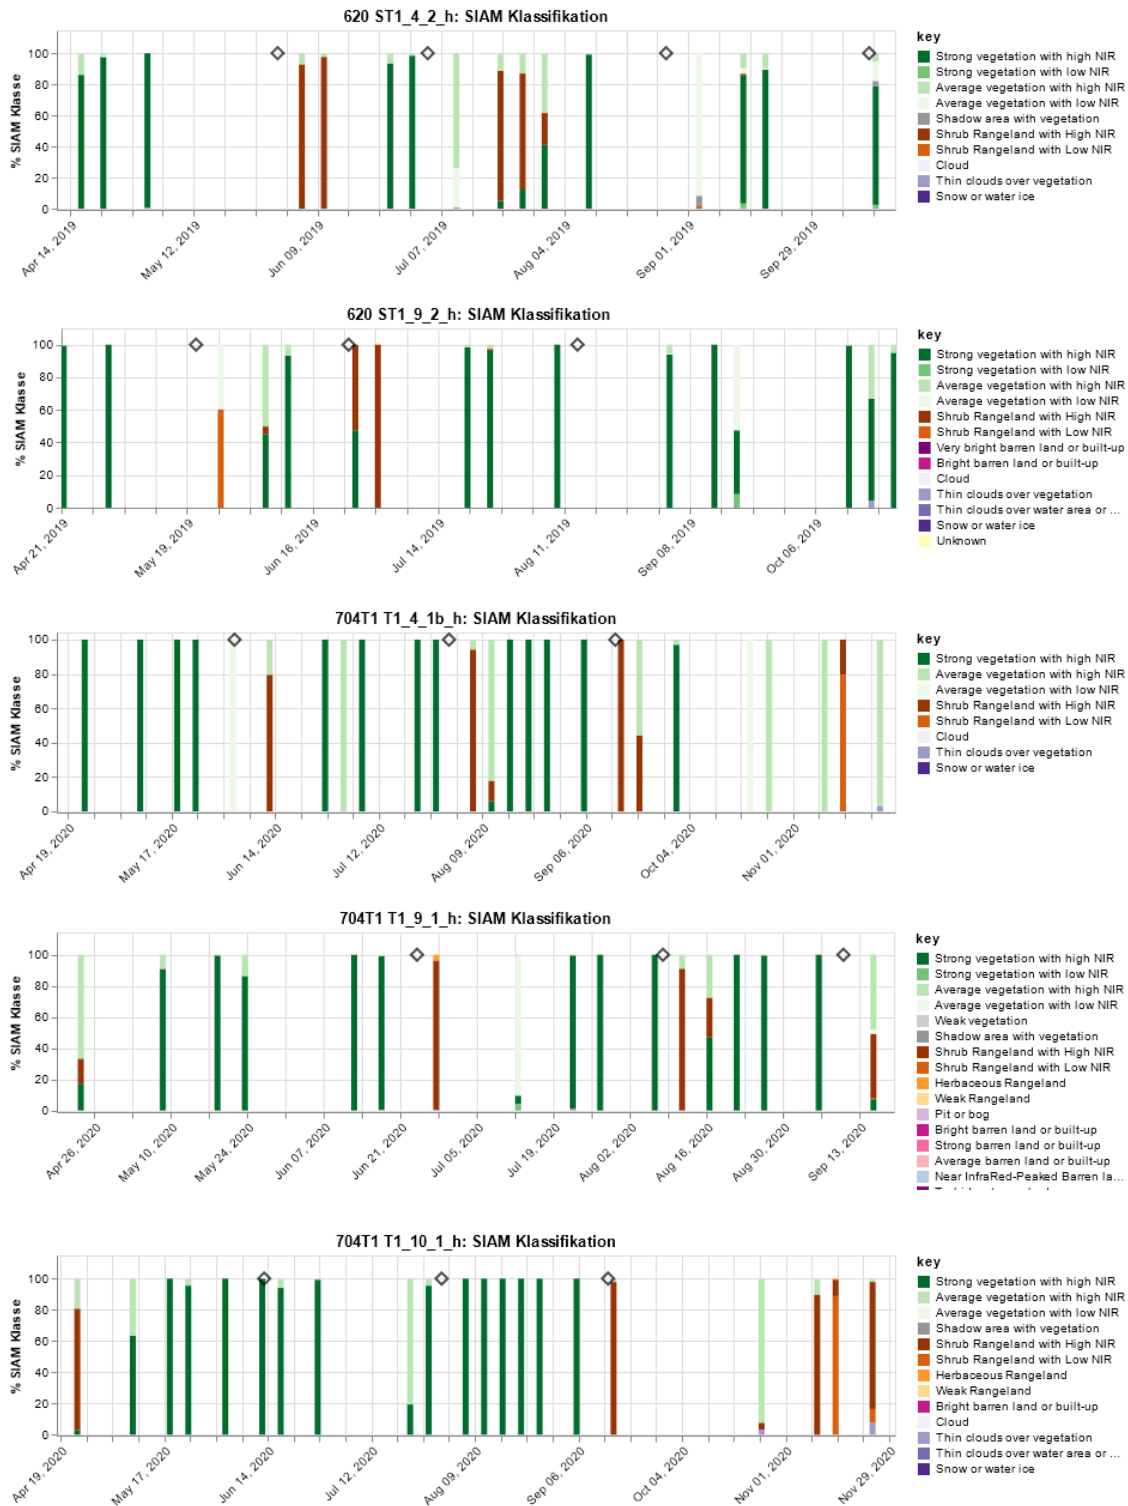 620 ST1_4_2_h: SIAM Klassifikation
% SIAM Klasse
100
80
60
40
20
0
Apr 14, 2019
May 12, 2019
Jun 09, 2019
Jul 07, 2019
Aug 04, 2019
Sep 01, 2019
Sep 29, 2019
key
Strong vegetation with high NIR
Strong vegetation with low NIR
Average vegetation with high NIR
Average vegetation with low NIR
Shadow area with vegetation
Shrub Rangeland with High NIR
Shrub Rangeland with Low NIR
Cloud
Thin clouds over vegetation
Snow or water ice
620 ST1_9_2_h: SIAM Klassifikation
% SIAM Klasse
100
80
60
40
20
0
Apr 21, 2019
May 19, 2019
Jun 16, 2019
Jul 14, 2019
Aug 11, 2019
Sep 08, 2019
Oct 06, 2019
key
Strong vegetation with high NIR
Strong vegetation with low NIR
Average vegetation with high NIR
Average vegetation with low NIR
Shrub Rangeland with High NIR
Shrub Rangeland with Low NIR
Very bright barren land or built-up
Bright barren land or built-up
Cloud
Thin clouds over vegetation
Thin clouds over water area or ...
Snow or water ice
Unknown
704T1 T1_4_1b_h: SIAM Klassifikation
% SIAM Klasse
100
80
60
40
20
0
Apr 19, 2020
May 17, 2020
Jun 14, 2020
Jul 12, 2020
Aug 09, 2020
Sep 06, 2020
Oct 04, 2020
Nov 01, 2020
key
Strong vegetation with high NIR
Average vegetation with high NIR
Average vegetation with low NIR
Shrub Rangeland with High NIR
Shrub Rangeland with Low NIR
Cloud
Thin clouds over vegetation
Snow or water ice
704T1 T1_9_1_h: SIAM Klassifikation
% SIAM Klasse
100
80
60
40
20
0
Apr 26, 2020
May 10, 2020
May 24, 2020
Jun 07, 2020
Jun 21, 2020
Jul 05, 2020
Jul 19, 2020
Aug 02, 2020
Aug 16, 2020
Aug 30, 2020
Sep 13, 2020
key
Strong vegetation with high NIR
Strong vegetation with low NIR
Average vegetation with high NIR
Average vegetation with low NIR
Weak vegetation
Shadow area with vegetation
Shrub Rangeland with High NIR
Shrub Rangeland with Low NIR
Herbaceous Rangeland
Weak Rangeland
Pit or bog
Bright barren land or built-up
Strong barren land or built-up
Average barren land or built-up
Near InfraRed-Peaked Barren la...
704T1 T1_10_1_h: SIAM Klassifikation
% SIAM Klasse
100
80
60
40
20
0
Apr 19, 2020
May 17, 2020
Jun 14, 2020
Jul 12, 2020
Aug 09, 2020
Sep 06, 2020
Oct 04, 2020
Nov 01, 2020
Nov 29, 2020
key
Strong vegetation with high NIR
Average vegetation with high NIR
Average vegetation with low NIR
Shadow area with vegetation
Shrub Rangeland with High NIR
Shrub Rangeland with Low NIR
Herbaceous Rangeland
Weak Rangeland
Bright barren land or built-up
Cloud
Thin clouds over vegetation
Thin clouds over water area or ...
Snow or water ice